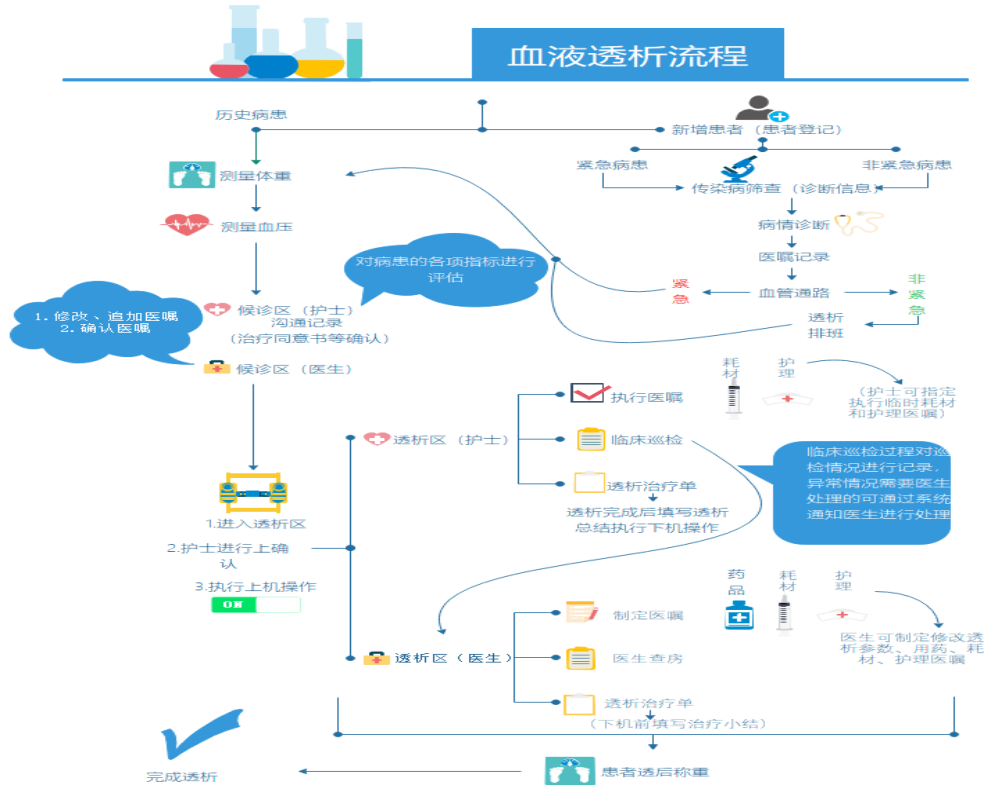 血液透析流程
历史病患
新增患者（患者登记）
紧急病患
非紧急病患
测量体重
传染病筛查（诊断信息）
测量血压
病情诊断
医嘱记录
对病患的各项指标进行
评估
紧
急
血管通路
非
紧
急
1.修改、追加医嘱
2.确认医嘱
候诊区（护士）
沟通记录
（治疗同意书等确认）
透析
排班
候诊区（医生）
耗
材
护
理
（护士可指定
执行临时耗材
和护理医嘱）
执行医嘱
透析区（护士）
临床巡检
临床巡检过程对巡
检情况进行记录，
异常情况需要医生
处理的可通过系统
通知医生进行处理
透析治疗单
透析完成后填写透析
总结执行下机操作
1.进入透析区
2.护士进行上确
认
3.执行上机操作
ON
药
品
耗
材
护
理
制定医嘱
医生可制定修改透
析参数、用药、耗
材、护理医嘱
透析区（医生）
医生查房
透析治疗单
（下机前填写治疗小结）
患者透后称重
完成透析